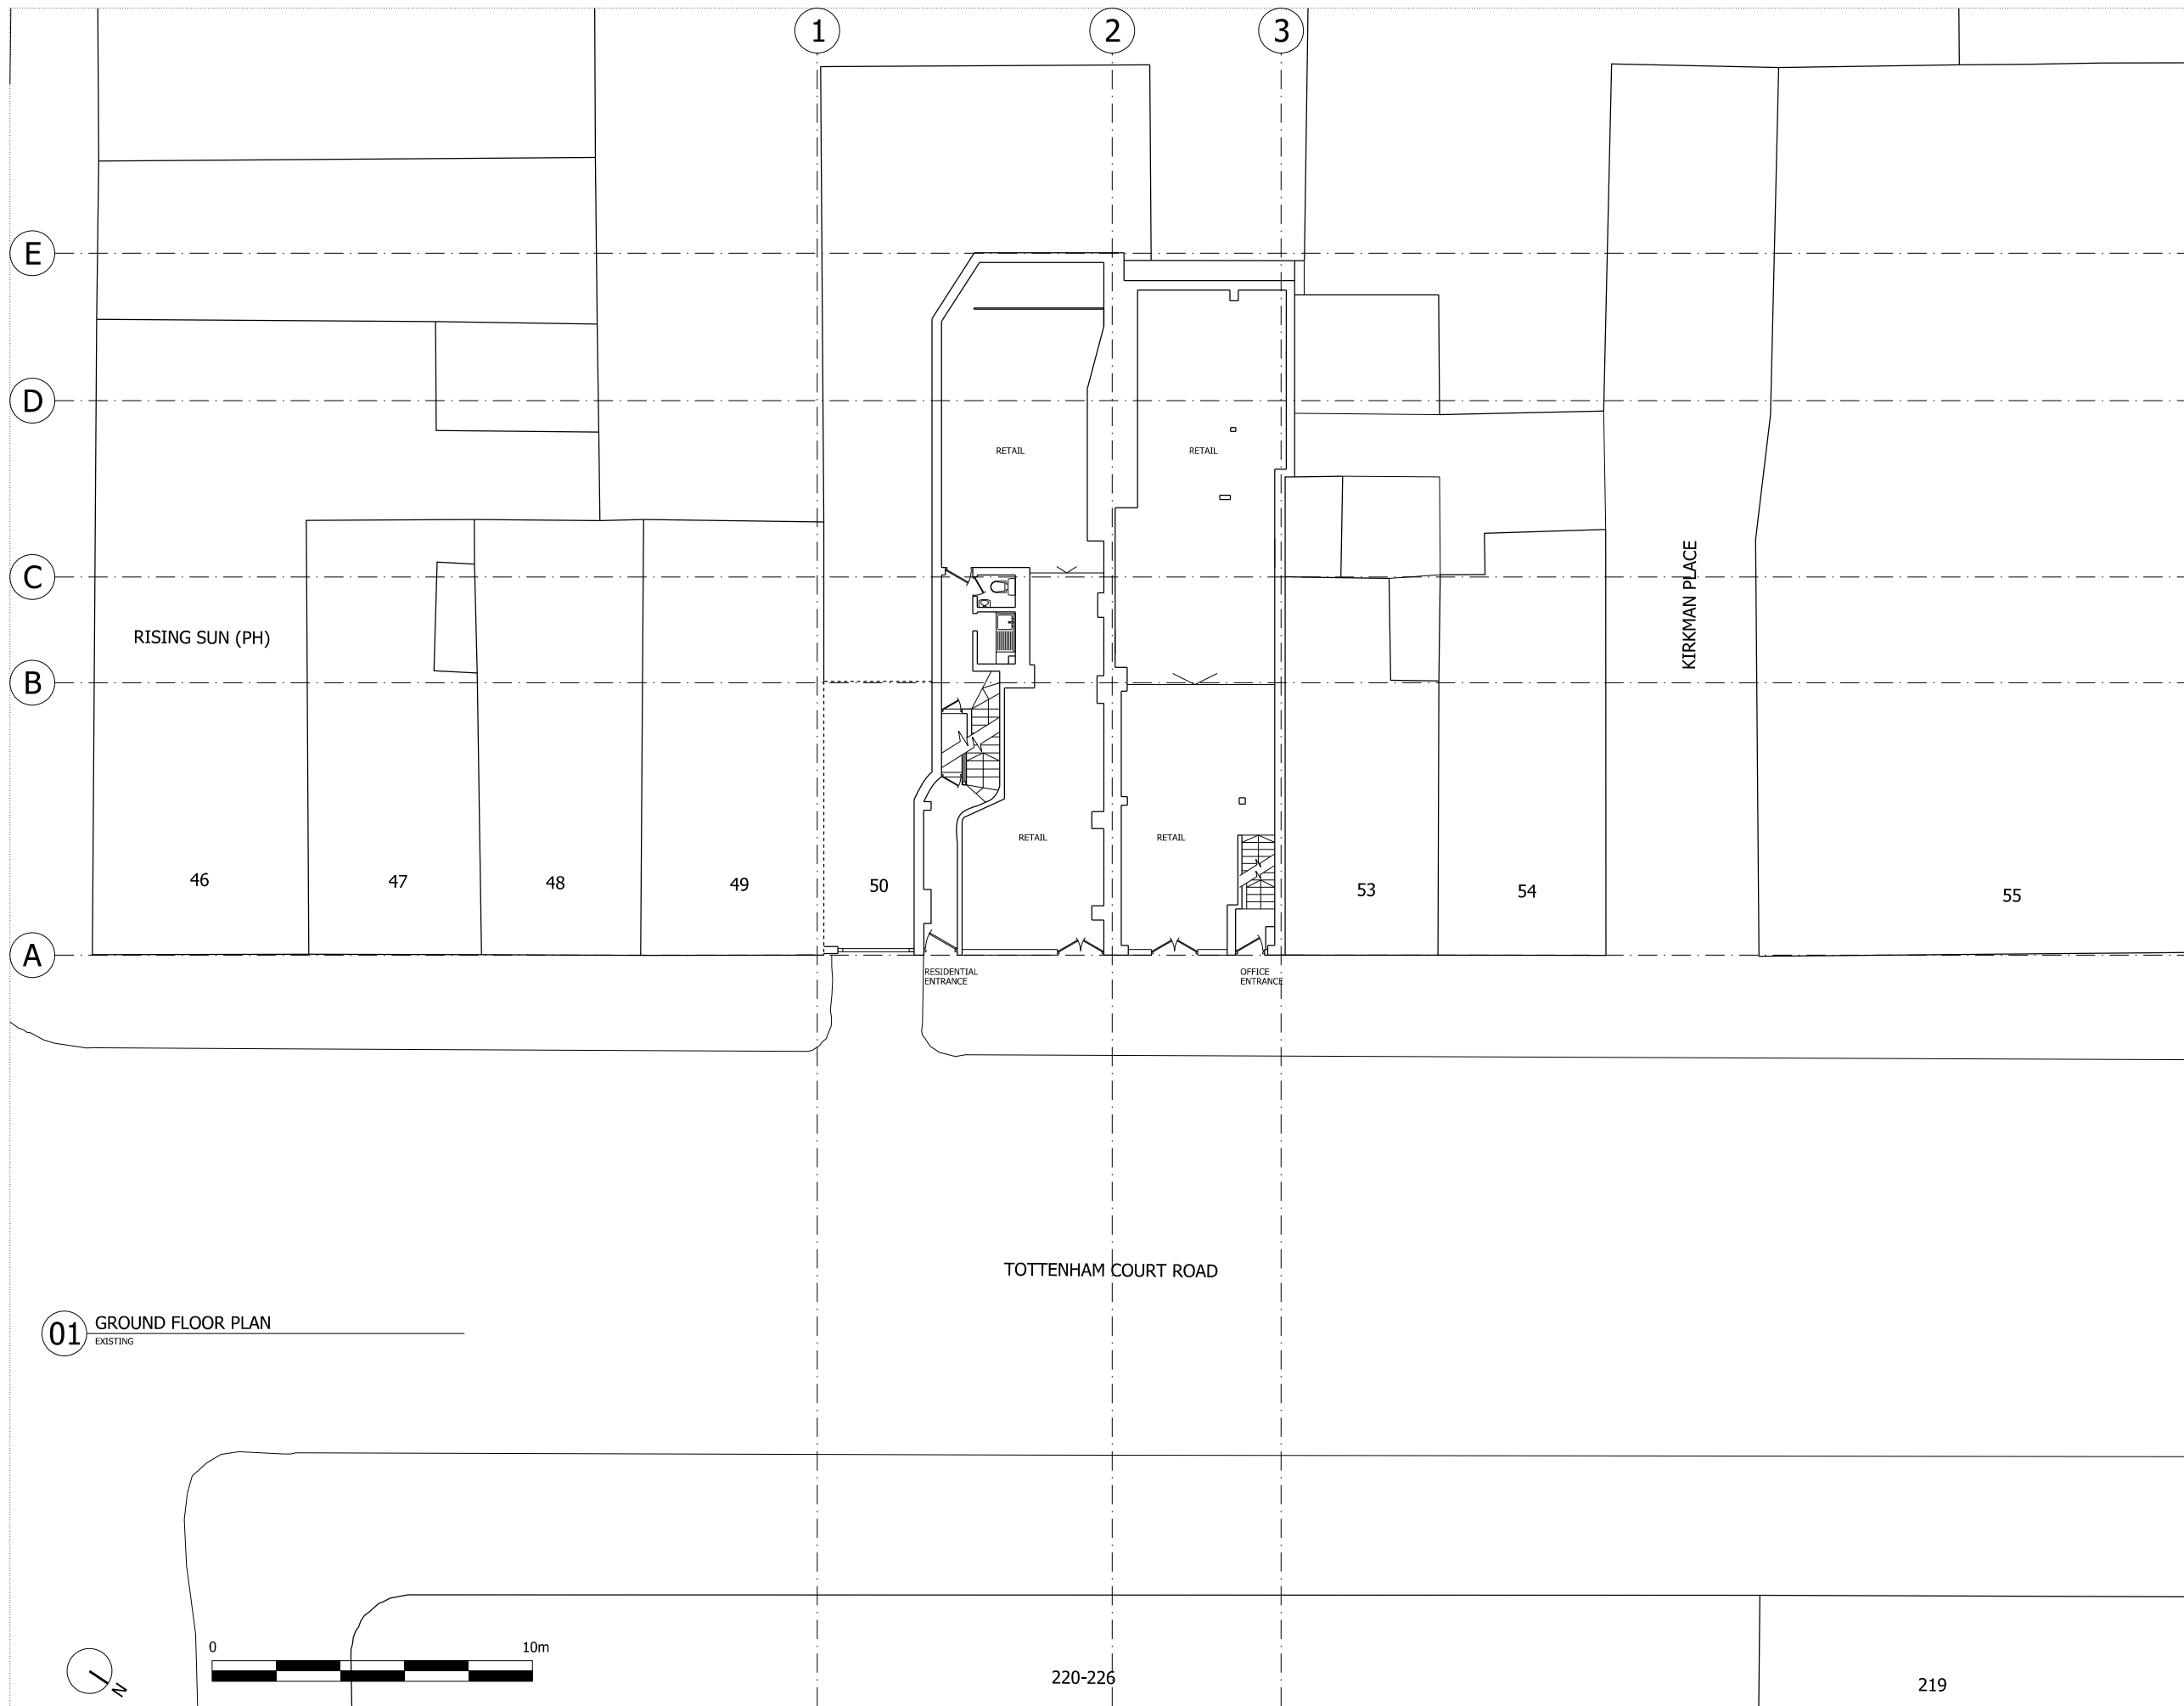 1
2
3
E
D
RETAIL
RETAIL
C
KIRKMAN PLACE
RISING SUN (PH)
B
RETAIL
RETAIL
46
47
48
49
50
53
54
55
A
RESIDENTIAL
ENTRANCE
OFFICE
ENTRANCE
TOTTENHAM COURT ROAD
01
GROUND FLOOR PLAN
EXISTING
0
10m
N
220-226
219